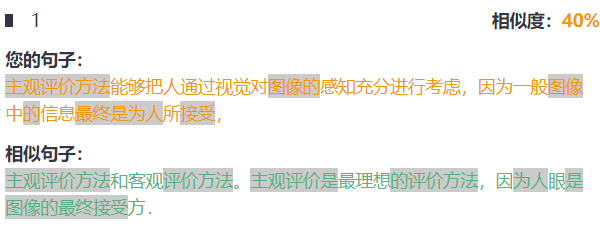 1 相似度：40%
您的句子：
主观评价方法能够把人通过视觉对图像的感知充分进行考虑，因为一般图像
中的信息最终是为人所接受，
相似句子：
主观评价方法和客观评价方法。主观评价是最理想的评价方法，因为人眼是
图像的最终接受方．